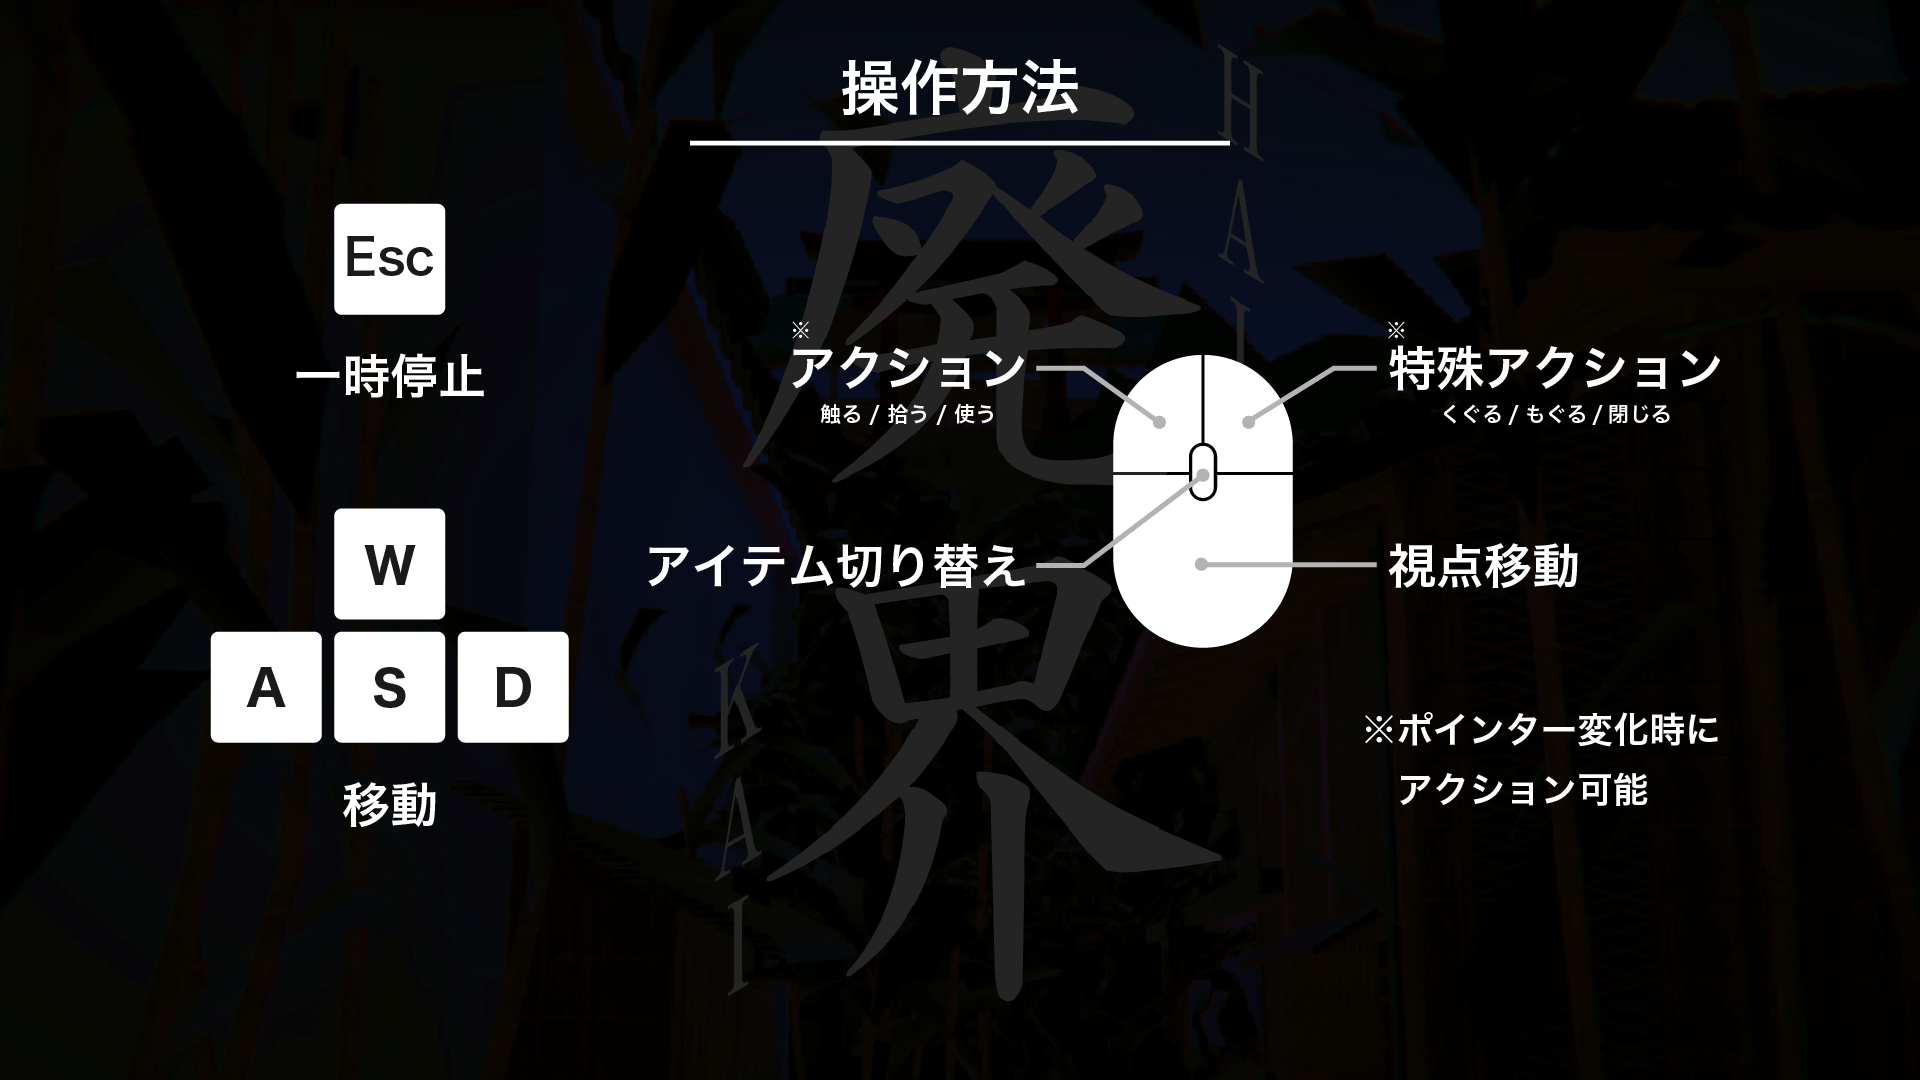 操作方法
Esc
一時停止
W
A S D
移動
※
アクション
触る / 拾う / 使う
※
特殊アクション
くぐる / もぐる / 閉じる
アイテム切り替え
視点移動
※ポインター変化時に
アクション可能
廃界
HAI
KAI